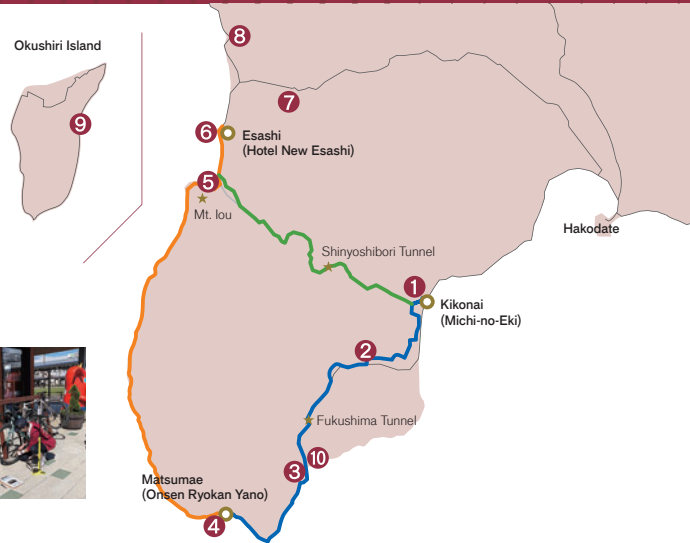 Okushiri Island
8
9
7
6
Esashi
(Hotel New Esashi)
5
Mt. Iou
Hakodate
Shinyoshibori Tunnel
1
Kikonai
(Michi-no-Eki)
2
Fukushima Tunnel
10
3
Matsumae
(Onsen Ryokan Yano)
4